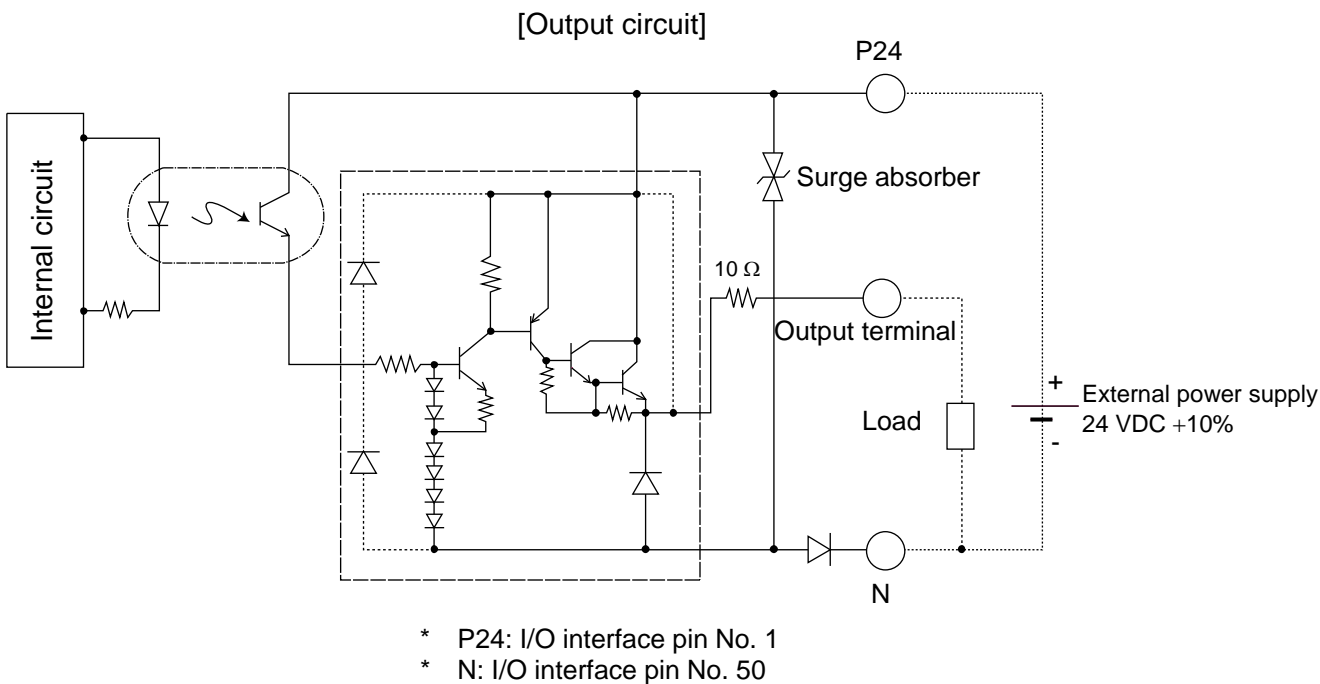 [Output circuit]
P24
Internal circuit
Surge absorber
10 Ω
Output terminal
+
External power supply
24 VDC +10%
-
Load
N
* P24: I/O interface pin No. 1
* N: I/O interface pin No. 50